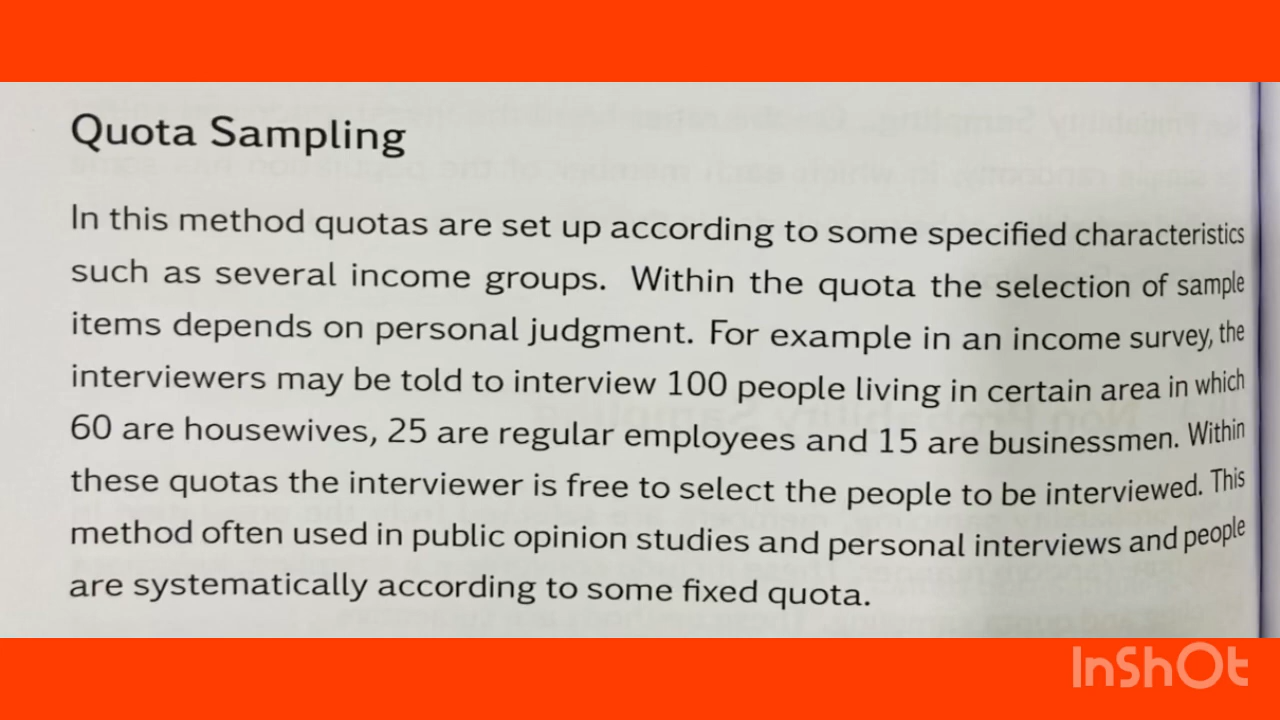 Quota Sampling
In this method quotas are set up according to some specified characteristics
such as several income groups. Within the quota the selection of sample
items depends on personal judgment. For example in an income survey, the
interviewers may be told to interview 100 people living in certain area in which
60 are housewives, 25 are regular employees and 15 are businessmen. Within
these quotas the interviewer is free to select the people to be interviewed. This
method often used in public opinion studies and personal interviews and people
are systematically according to some fixed quota.
InShOt